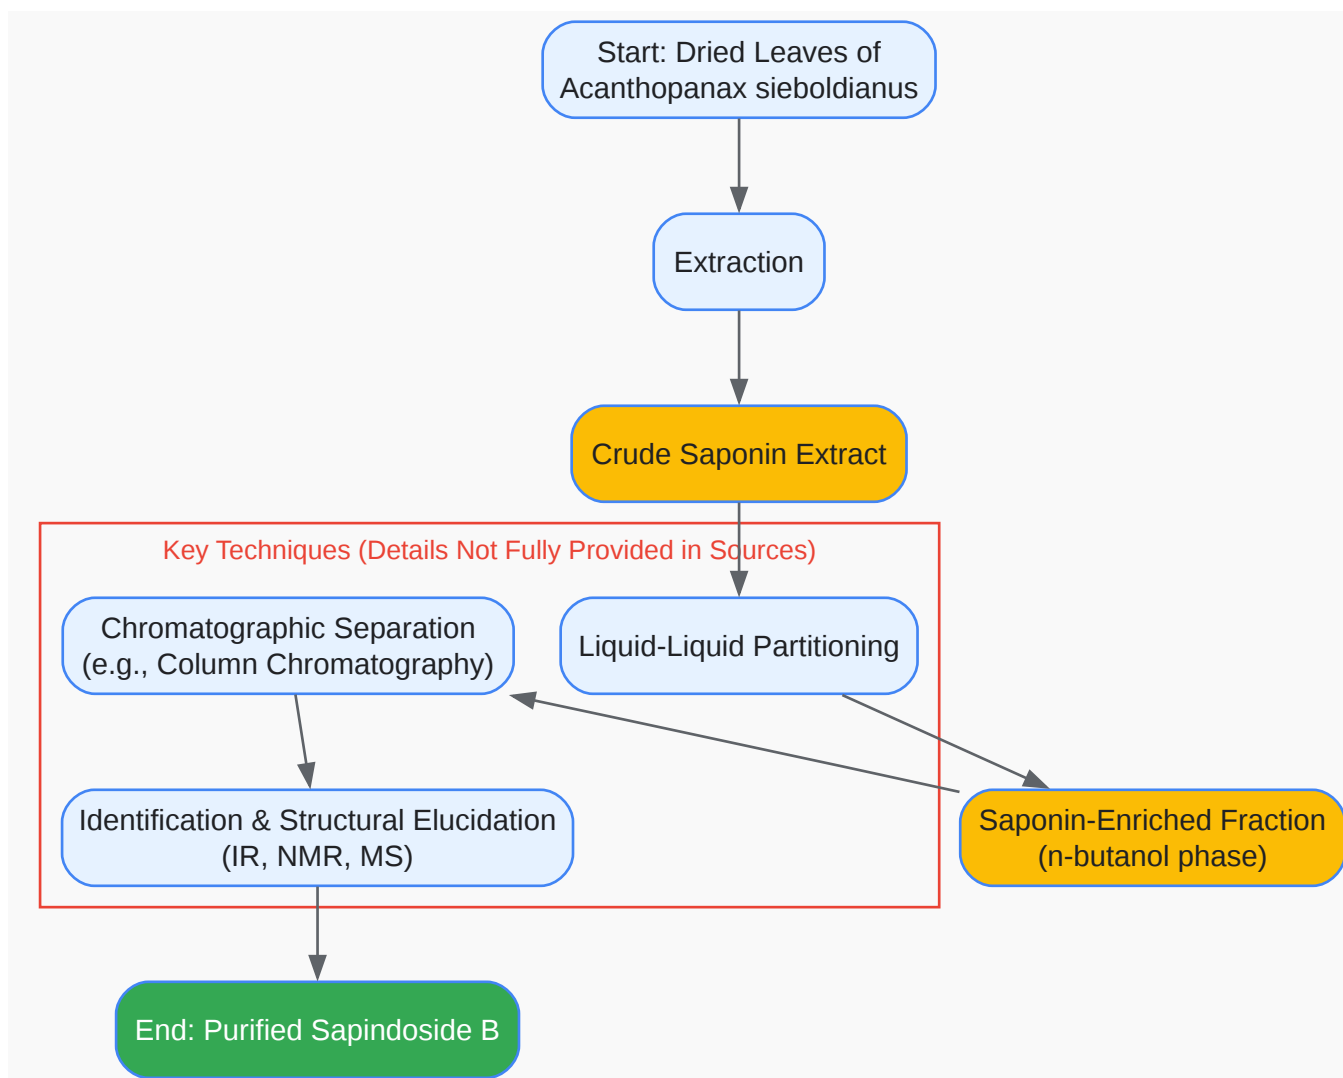 Start: Dried Leaves of
Acanthopanax sieboldianus
Extraction
Crude Saponin Extract
Key Techniques (Details Not Fully Provided in Sources)
Chromatographic Separation
(e.g., Column Chromatography)
Liquid-Liquid Partitioning
Identification & Structural Elucidation
(IR, NMR, MS)
Saponin-Enriched Fraction
(n-butanol phase)
End: Purified Sapindoside B